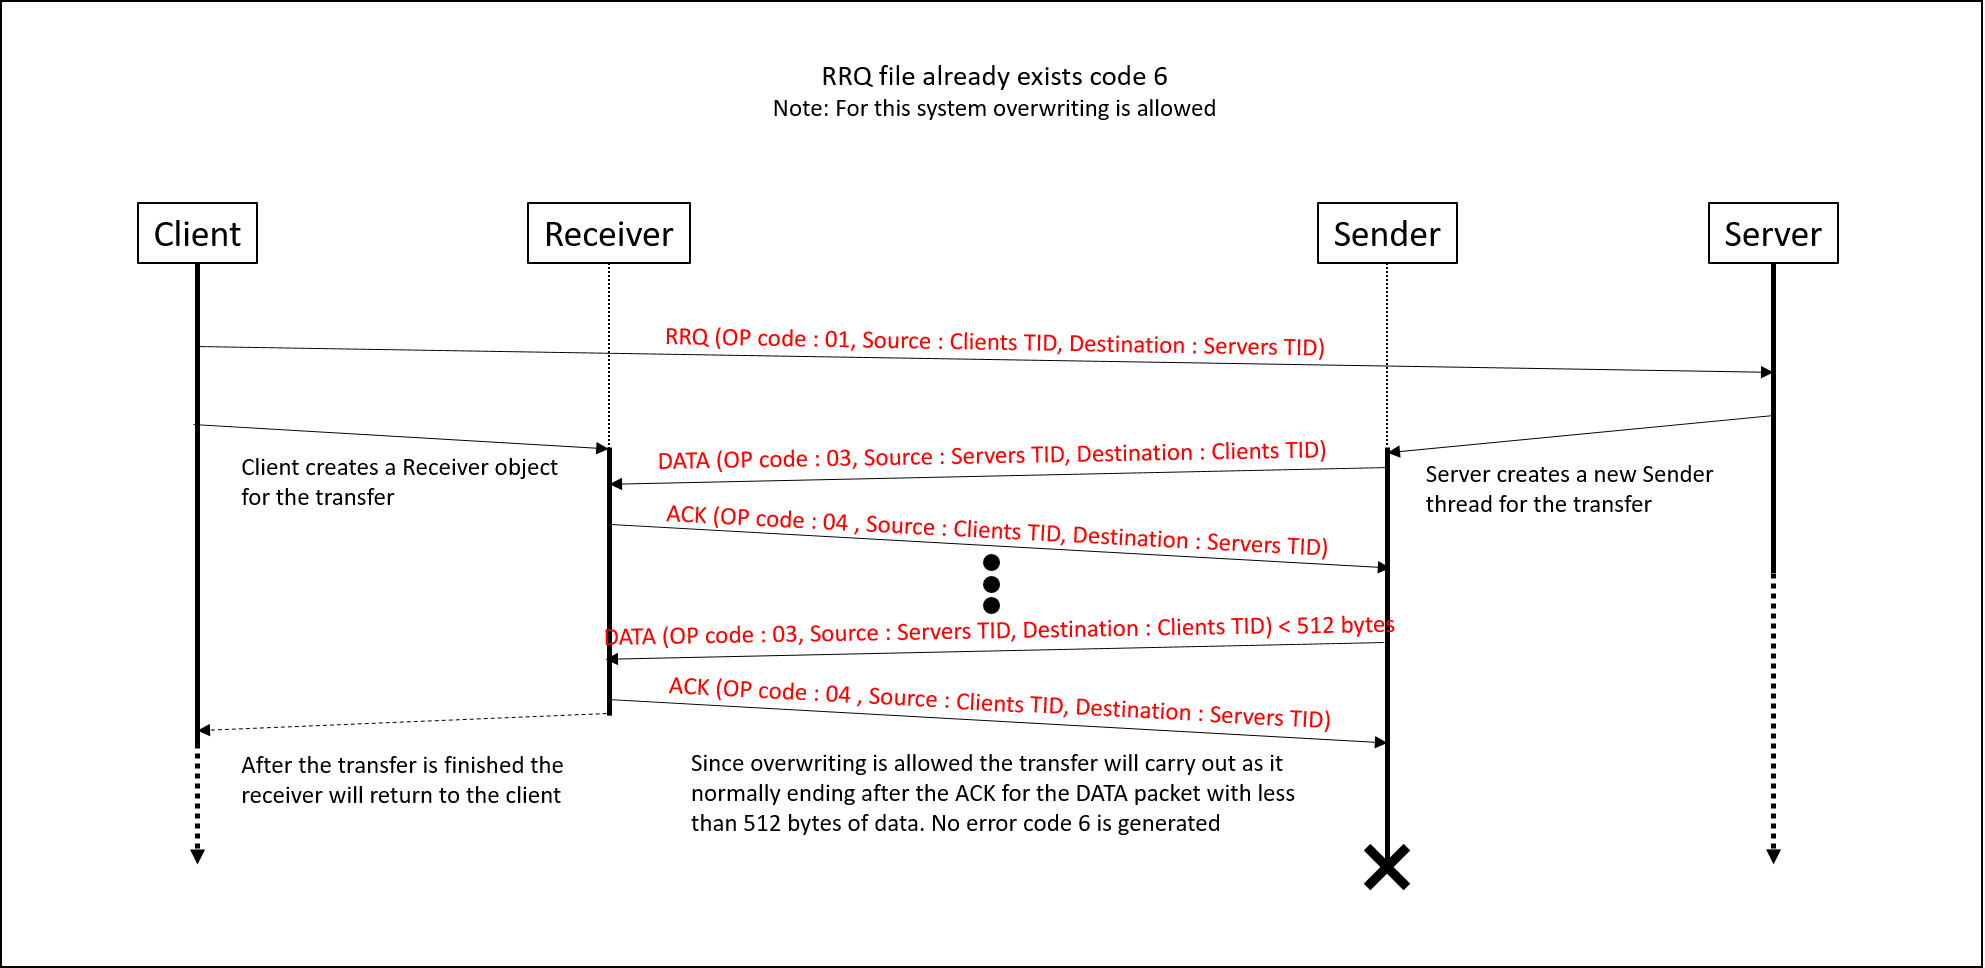 RRQ file already exists code 6
Note: For this system overwriting is allowed
Client
Receiver
Sender
Server
RRQ (OP code : 01, Source : Clients TID, Destination : Servers TID)
DATA (OP code : 03, Source : Servers TID, Destination : Clients TID)
Client creates a Receiver object
for the transfer
Server creates a new Sender
thread for the transfer
ACK (OP code : 04 , Source : Clients TID, Destination : Servers TID)
DATA (OP code : 03, Source : Servers TID, Destination : Clients TID) < 512 bytes
ACK (OP code : 04 , Source : Clients TID, Destination : Servers TID)
After the transfer is finished the
receiver will return to the client
Since overwriting is allowed the transfer will carry out as it
normally ending after the ACK for the DATA packet with less
than 512 bytes of data. No error code 6 is generated